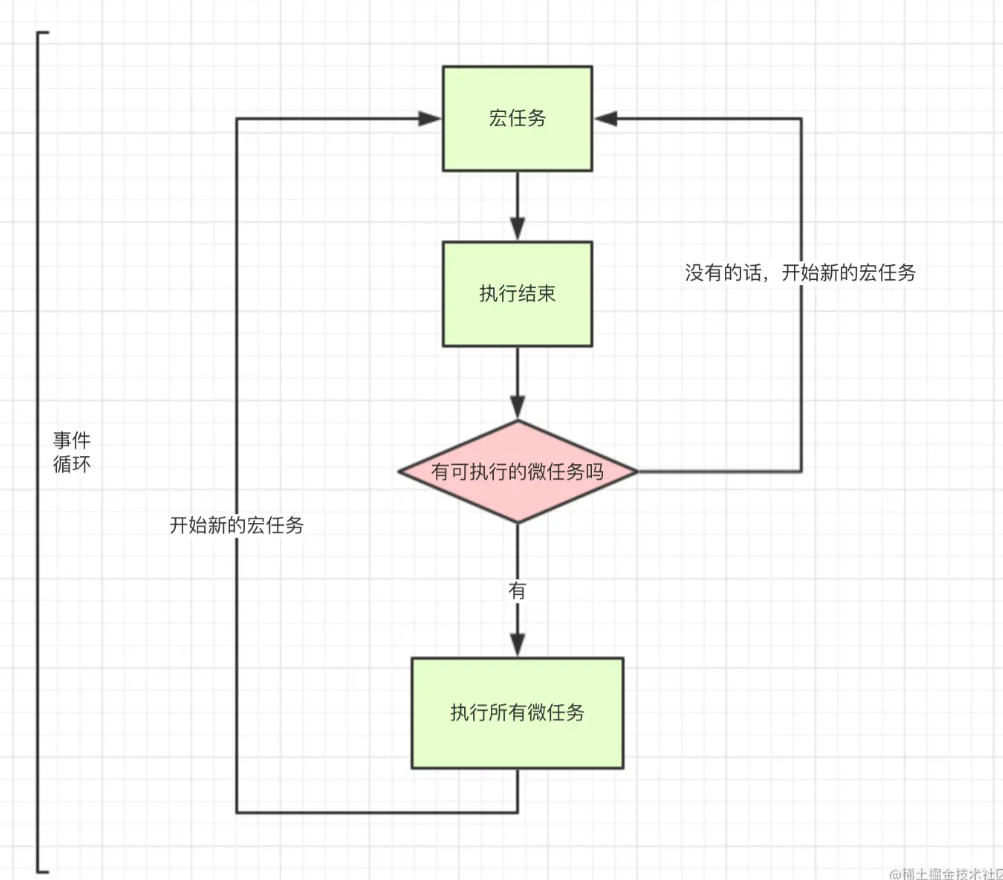 宏任务
执行结束
没有的话，开始新的宏任务
事件
循环
有可执行的微任务吗
开始新的宏任务
有
执行所有微任务
@稀土掘金技术社区